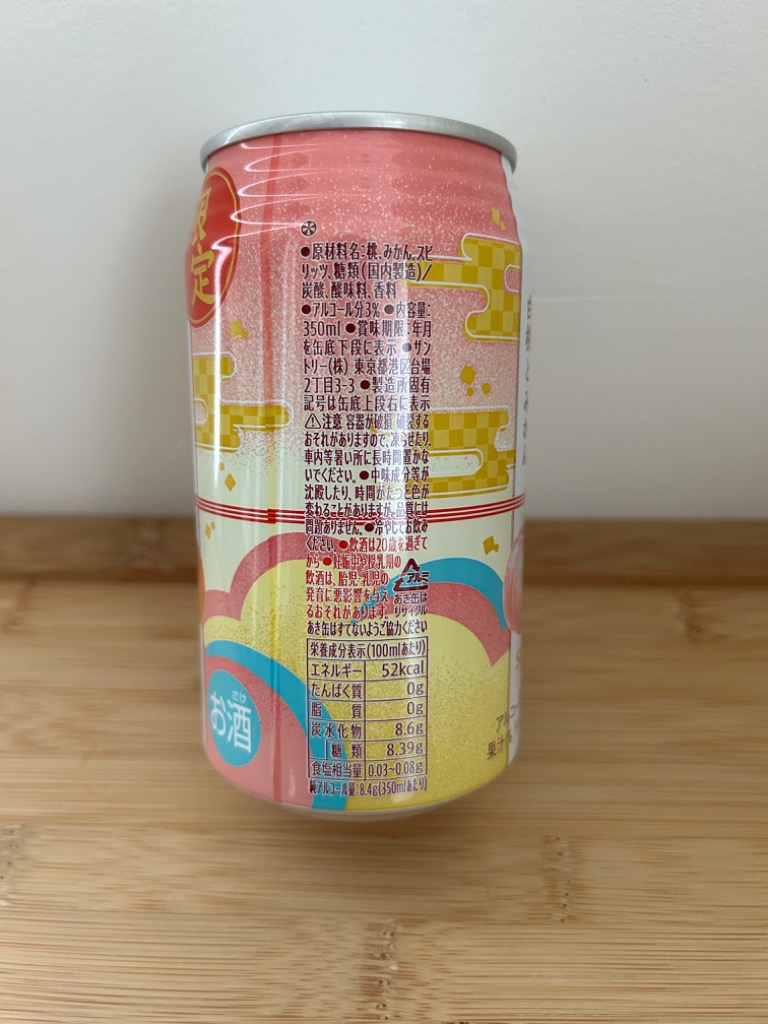 限定
●原材料名：桃、みかん、スピ
リッツ、糖類(国内製造)／
炭酸、酸味料、香料
●アルコール分3% ●内容量：
350ml ●賞味期限：年月
を缶底下段に表示 ●サン
トリー(株) 東京都港区台場
2丁目3-3 ●製造所固有
記号は缶底上段右に表示
⚠注意 容器が破損・破裂する
おそれがありますので、凍らせたり、
車内等暑い所に長時間置かな
いでください。●中味成分等が
沈殿したり、時間がたつと色が
変わることがありますが、品質には
問題ありません。●冷やしてお飲み
ください。●飲酒は20歳を過ぎて
から ●妊娠中や授乳期の
飲酒は、胎児・乳児の
発育に悪影響を与え
るおそれがあります。
アルミ
あき缶は
リサイクル
あき缶はすてないようご協力ください
栄養成分表示(100mlあたり)
エネルギー 52kcal
たんぱく質 0g
脂質 0g
炭水化物 8.6g
糖類 8.39g
食塩相当量 0.03~0.08g
純アルコール量：8.4g(350mlあたり)
さけ
お酒
白桃とみかん
アルコー
果汁